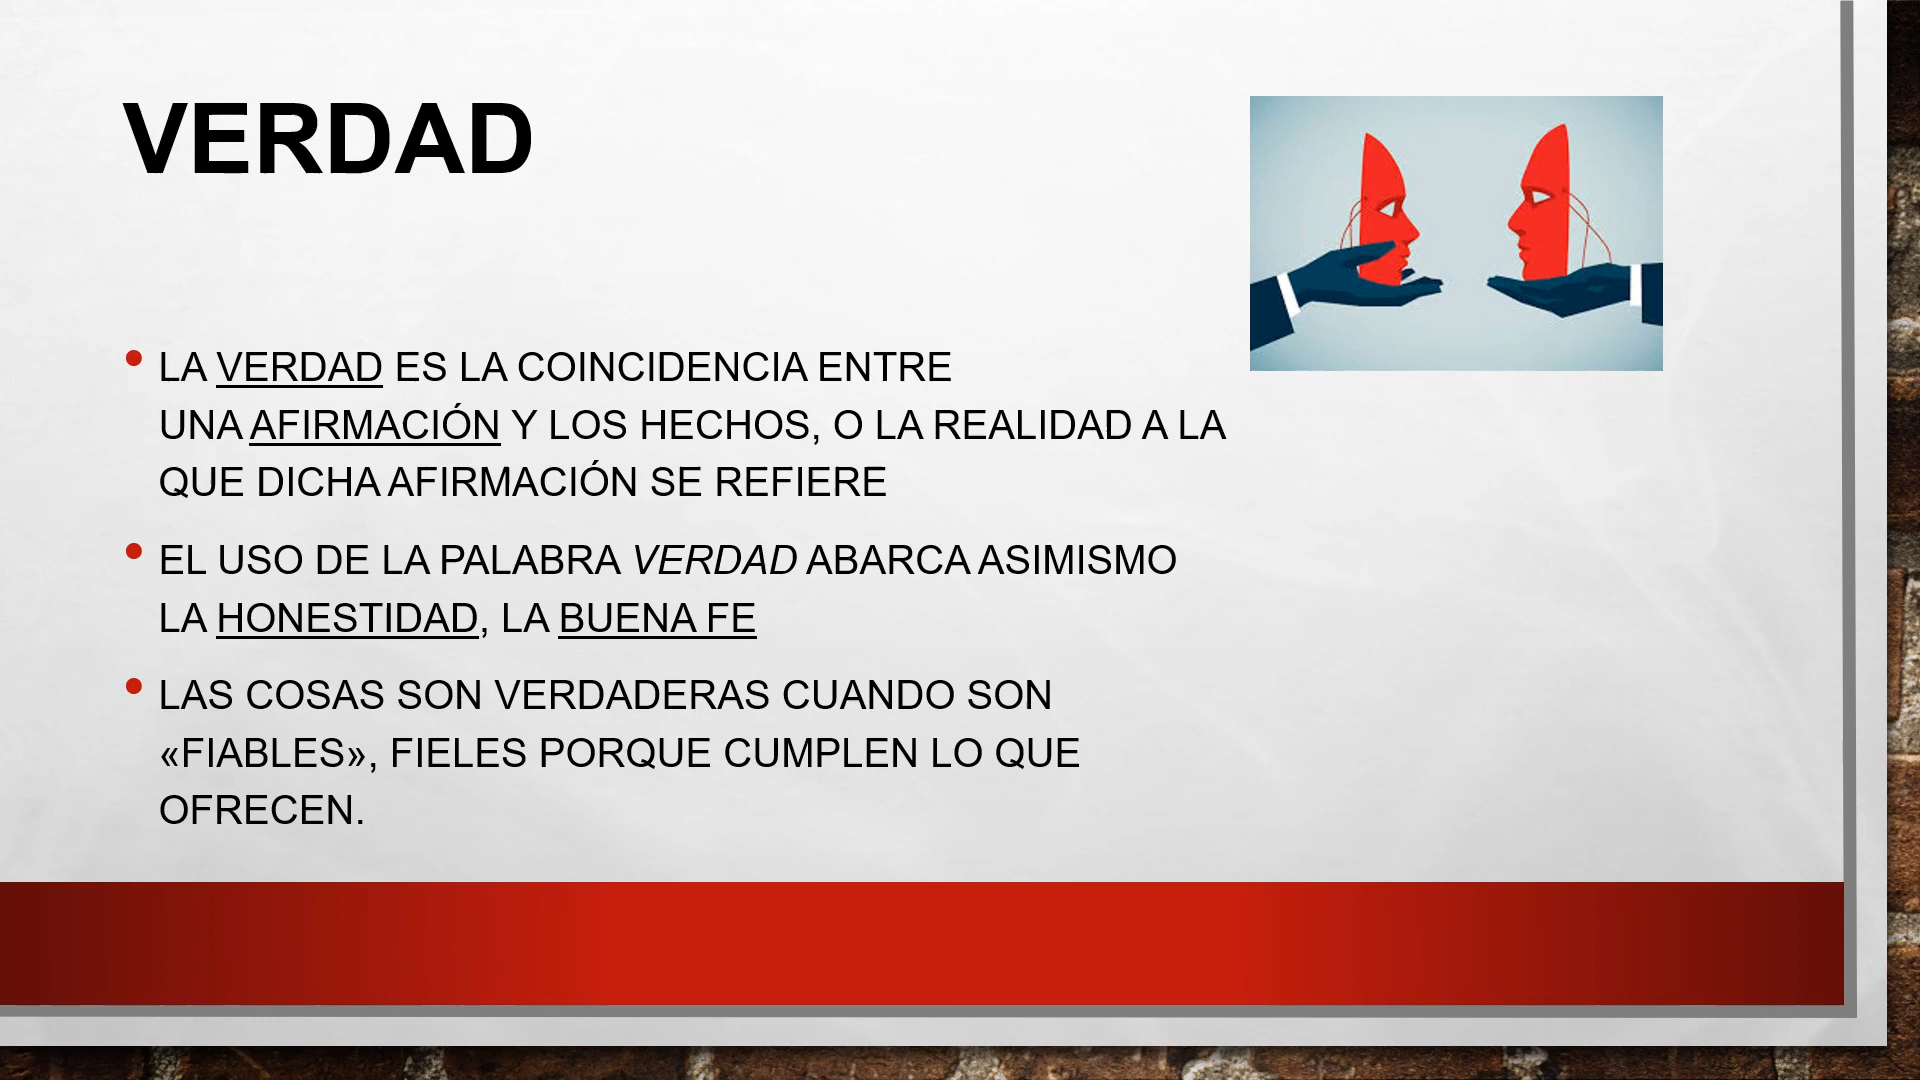 VERDAD
• LA VERDAD ES LA COINCIDENCIA ENTRE
UNA AFIRMACIÓN Y LOS HECHOS, O LA REALIDAD A LA
QUE DICHA AFIRMACIÓN SE REFIERE
• EL USO DE LA PALABRA VERDAD ABARCA ASIMISMO
LA HONESTIDAD, LA BUENA FE
• LAS COSAS SON VERDADERAS CUANDO SON
«FIABLES», FIELES PORQUE CUMPLEN LO QUE
OFRECEN.